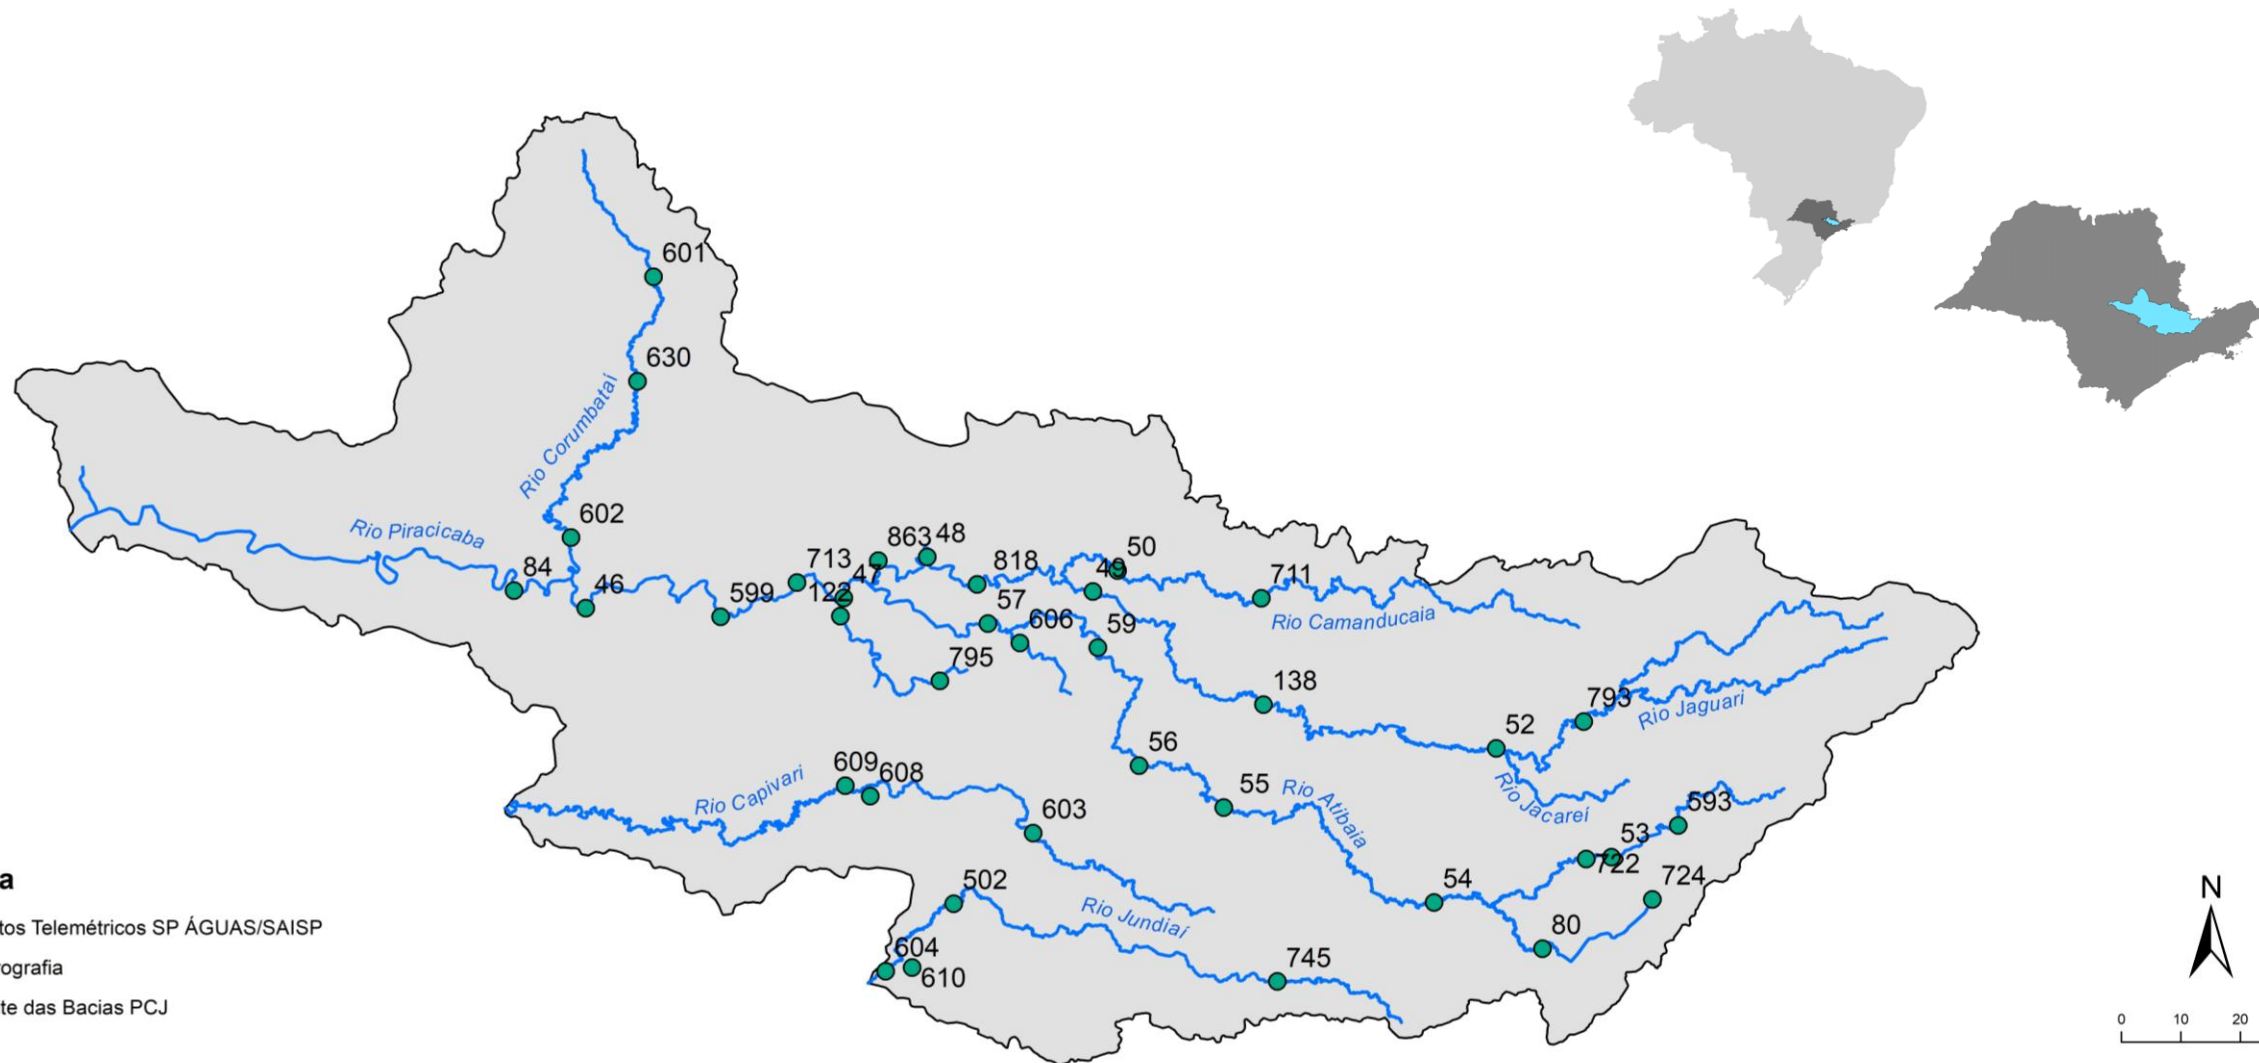 601
630
Rio Corumbataí
602
Rio Piracicaba
84
46
599
713
122
47
863
48
818
50
49
711
Rio Camanducaia
57
606
59
795
138
793
Rio Jaguari
52
Rio Jacareí
56
55
Rio Atibaia
609
608
Rio Capivari
603
593
53
722
724
54
80
502
Rio Jundiaí
604
610
745
a
tos Telemétricos SP ÁGUAS/SAISP
ografia
te das Bacias PCJ
N
0 10 20